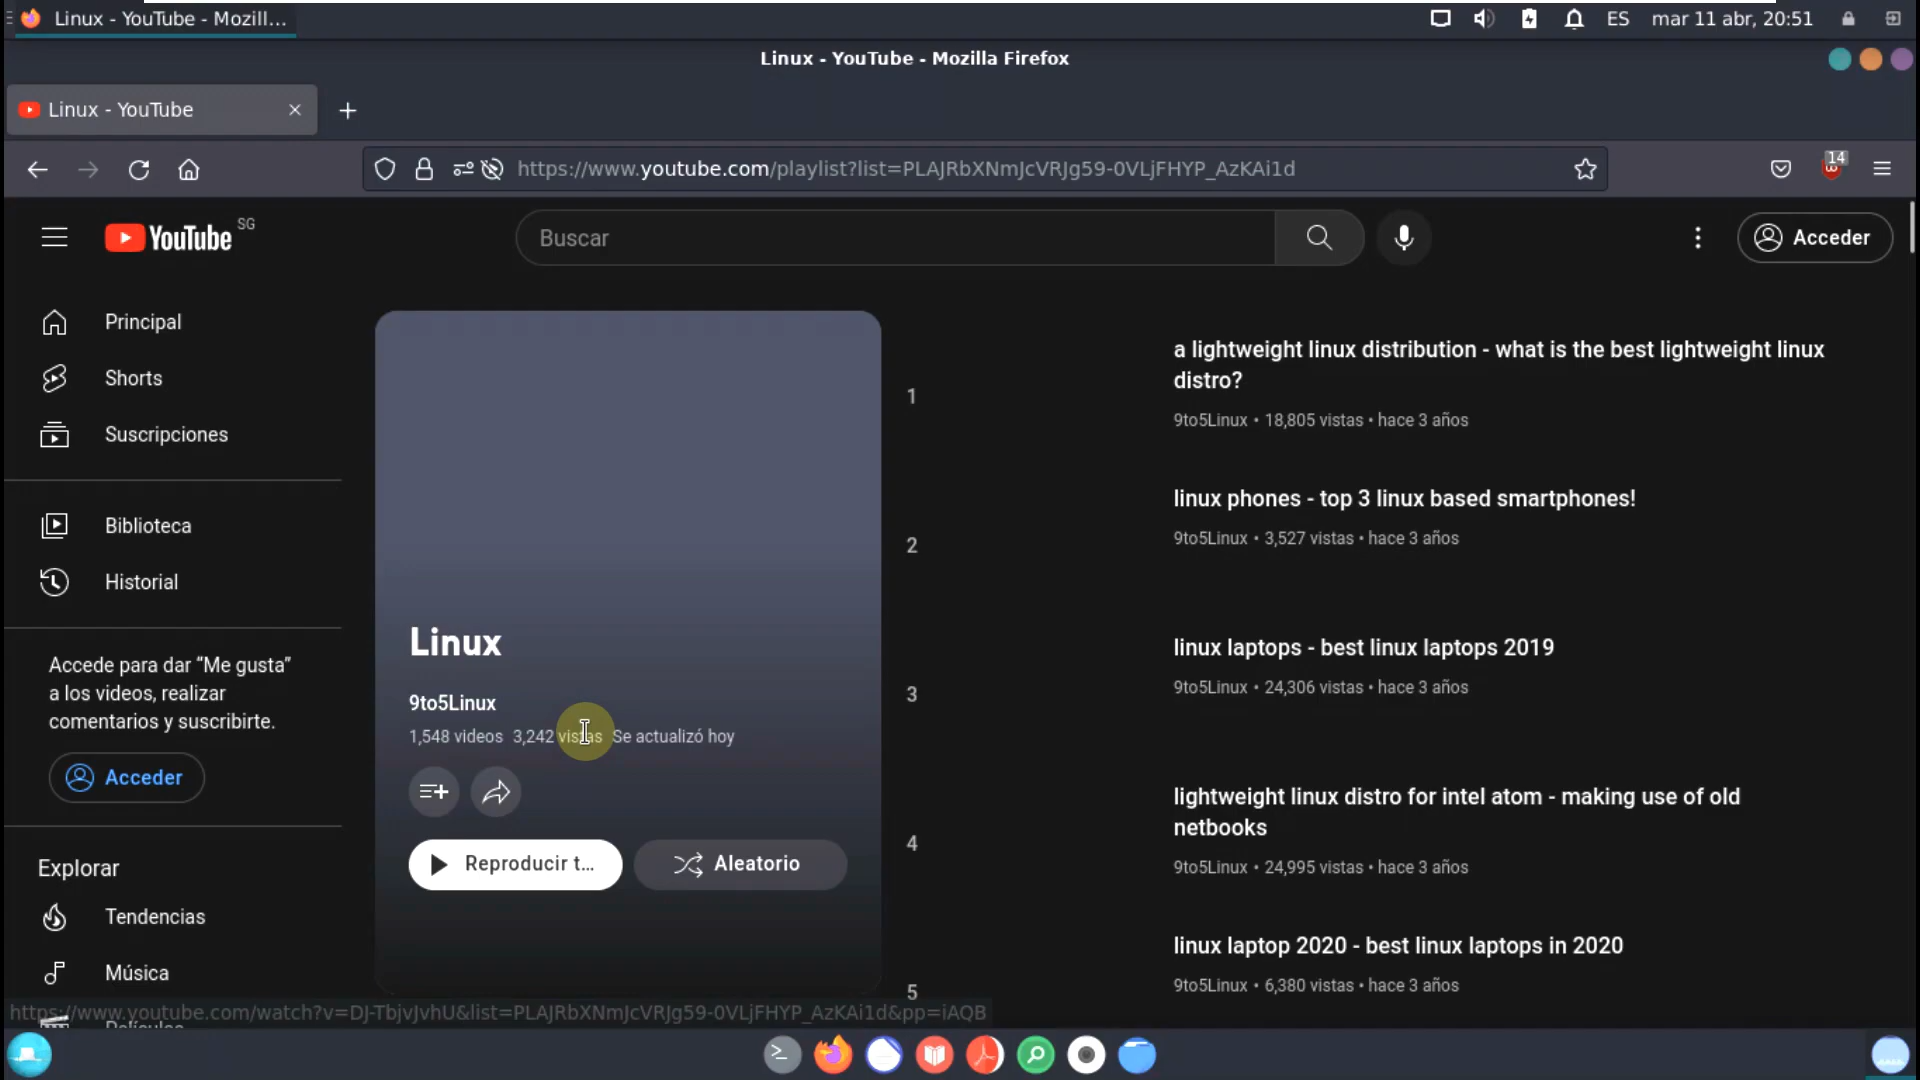 Linux - YouTube - Mozill...
ES
mar 11 abr, 20:51
Linux - YouTube - Mozilla Firefox
Linux - YouTube
https://www.youtube.com/playlist?list=PLAJRbXNmJcVRJg59-0VLjFHYP_AzKAi1d
14
YouTube SG
Buscar
Acceder
Principal
Shorts
Suscripciones
Biblioteca
Historial
Accede para dar “Me gusta”
a los videos, realizar
comentarios y suscribirte.
Acceder
Explorar
Tendencias
Música
Películas
Linux
9to5Linux
1,548 videos 3,242 vistas Se actualizó hoy
Reproducir t...
Aleatorio
1
a lightweight linux distribution - what is the best lightweight linux
distro?
9to5Linux • 18,805 vistas • hace 3 años
2
linux phones - top 3 linux based smartphones!
9to5Linux • 3,527 vistas • hace 3 años
3
linux laptops - best linux laptops 2019
9to5Linux • 24,306 vistas • hace 3 años
4
lightweight linux distro for intel atom - making use of old
netbooks
9to5Linux • 24,995 vistas • hace 3 años
5
linux laptop 2020 - best linux laptops in 2020
9to5Linux • 6,380 vistas • hace 3 años
https://www.youtube.com/watch?v=DJ-TbjvJvhU&list=PLAJRbXNmJcVRJg59-0VLjFHYP_AzKAi1d&pp=iAQB